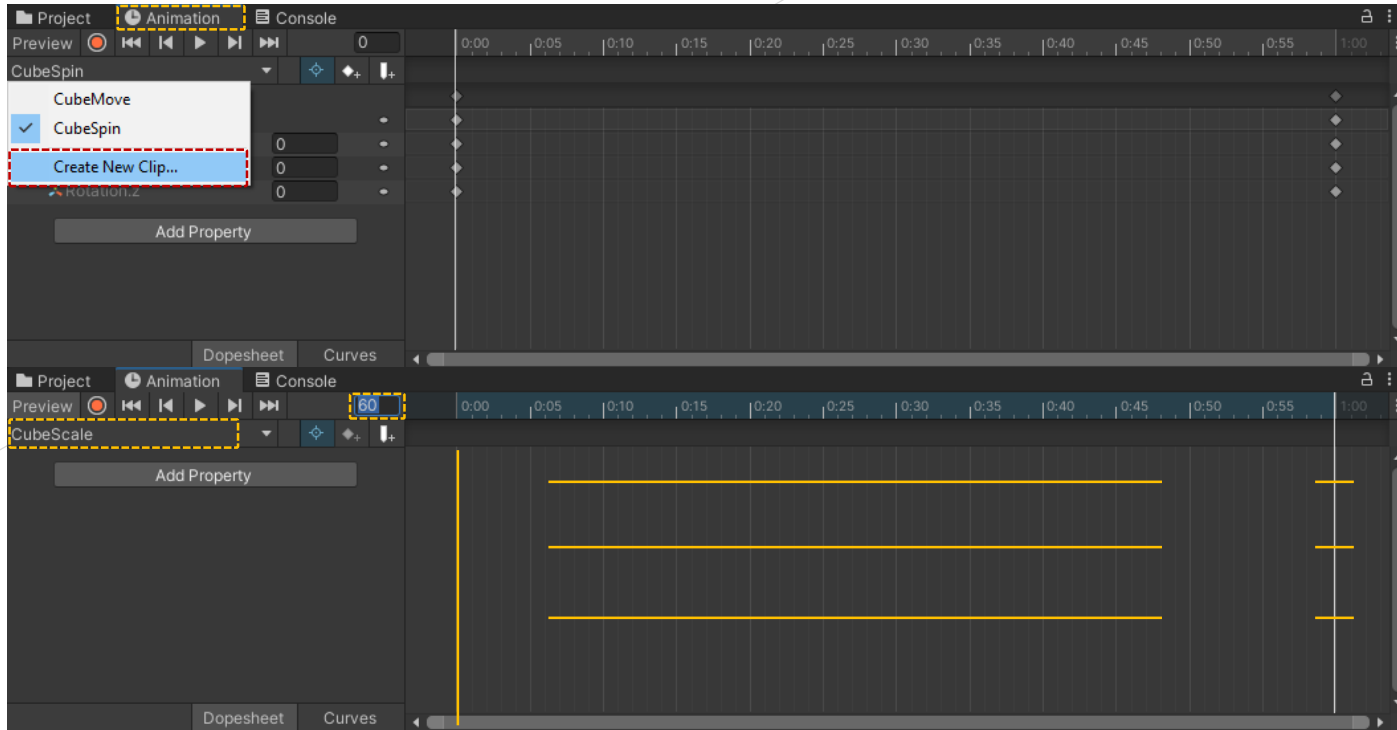 Project Animation Console
Preview 0 0:00 0:05 0:10 0:15 0:20 0:25 0:30 0:35 0:40 0:45 0:50 0:55 1:00
CubeSpin
CubeMove
CubeSpin
0
Create New Clip... 0
Rotation.z 0
Add Property
Dopesheet Curves
Project Animation Console
Preview 60 0:00 0:05 0:10 0:15 0:20 0:25 0:30 0:35 0:40 0:45 0:50 0:55 1:00
CubeScale
Add Property
Dopesheet Curves